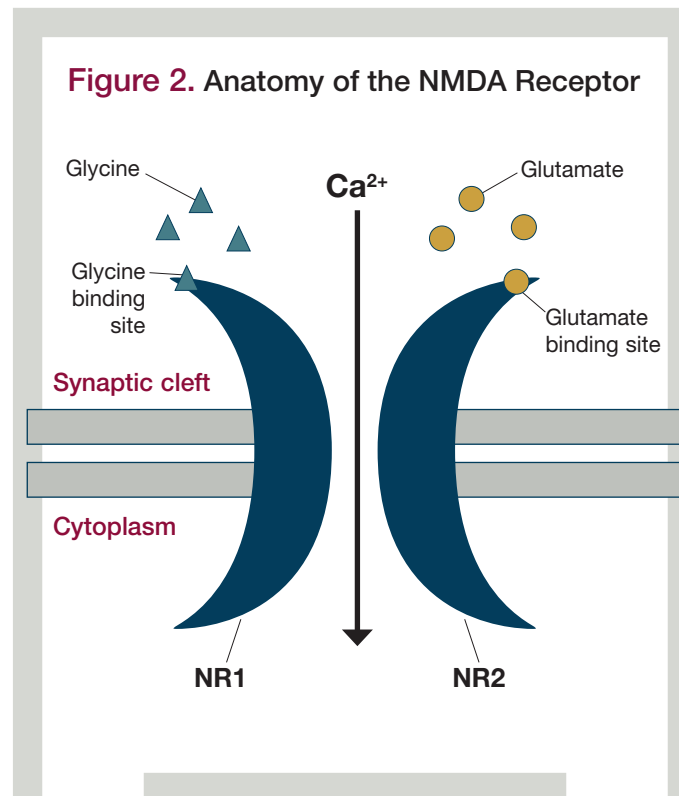 Figure 2. Anatomy of the NMDA Receptor
Glycine
Ca²⁺
Glutamate
Glycine
binding
site
Glutamate
binding site
Synaptic cleft
Cytoplasm
NR1
NR2